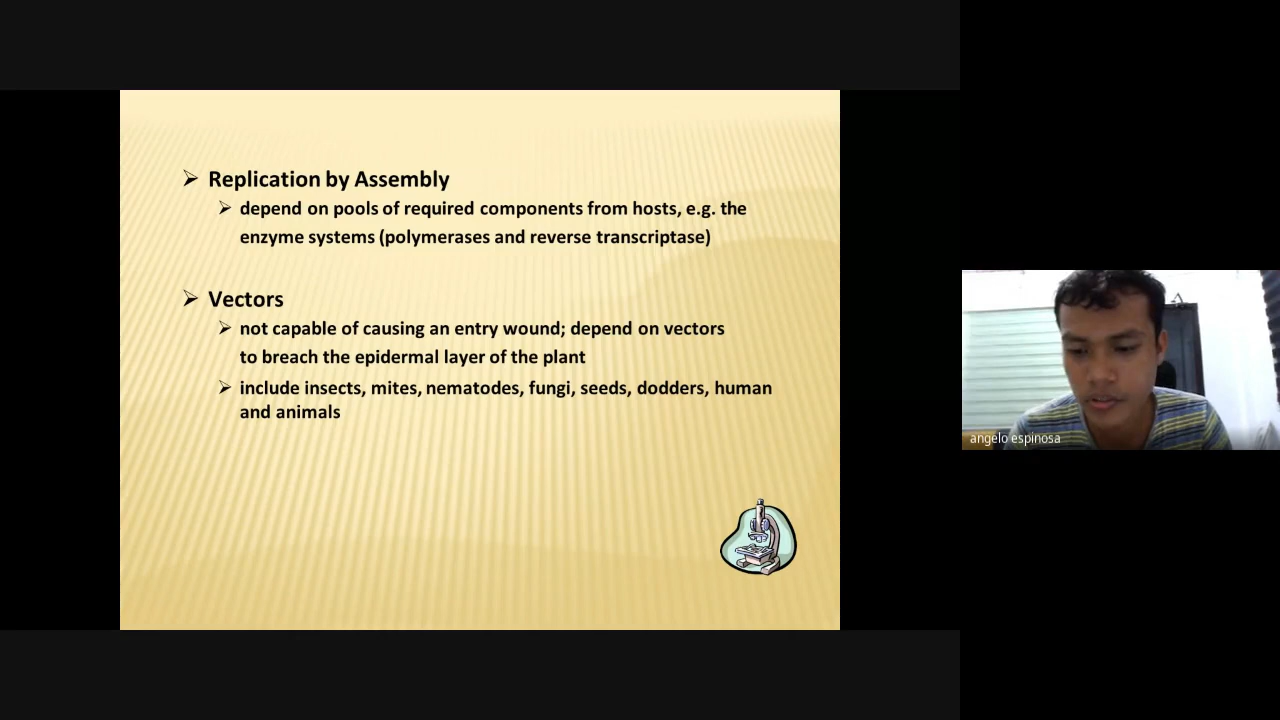 Replication by Assembly
depend on pools of required components from hosts, e.g. the
enzyme systems (polymerases and reverse transcriptase)
Vectors
not capable of causing an entry wound; depend on vectors
to breach the epidermal layer of the plant
include insects, mites, nematodes, fungi, seeds, dodders, human
and animals
angelo espinosa